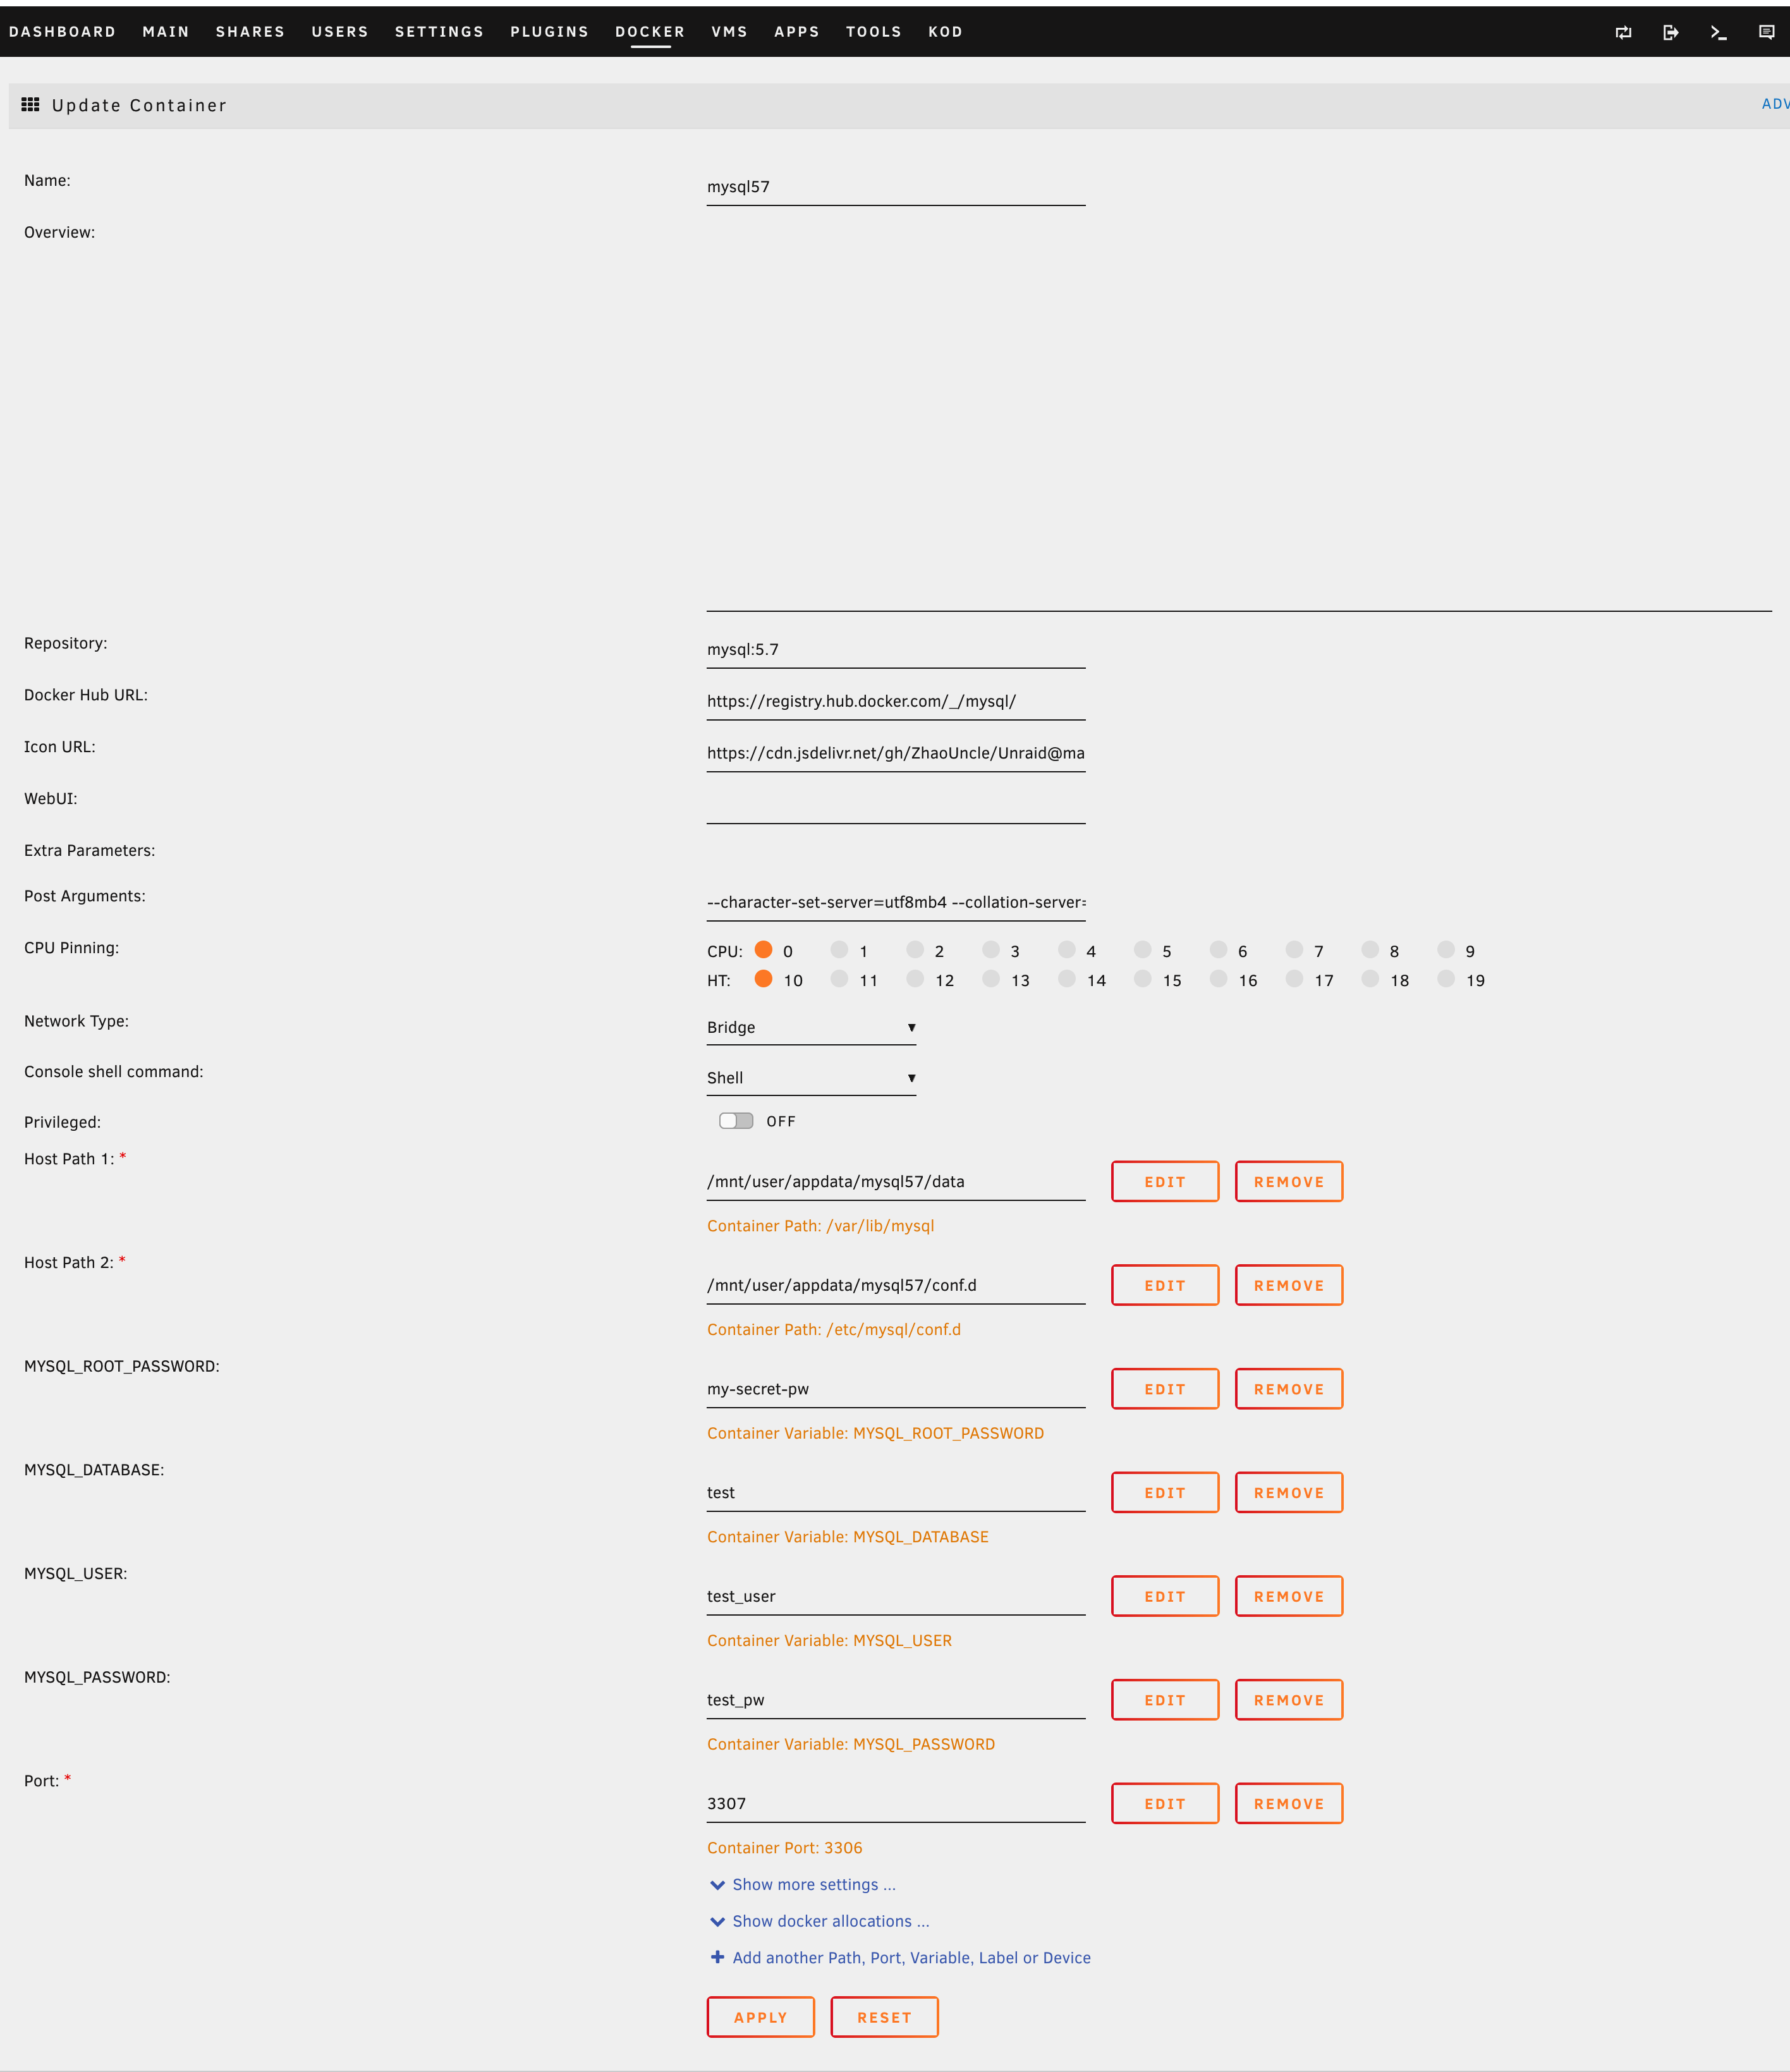 DASHBOARD MAIN SHARES USERS SETTINGS PLUGINS DOCKER VMS APPS TOOLS KOD
Update Container ADV
Name: mysql57
Overview:
Repository: mysql:5.7
Docker Hub URL: https://registry.hub.docker.com/_/mysql/
Icon URL: https://cdn.jsdelivr.net/gh/ZhaoUncle/Unraid@ma
WebUI:
Extra Parameters:
Post Arguments: --character-set-server=utf8mb4 --collation-server=
CPU Pinning: CPU: 0 1 2 3 4 5 6 7 8 9
HT: 10 11 12 13 14 15 16 17 18 19
Network Type: Bridge
Console shell command: Shell
Privileged: OFF
Host Path 1: *
/mnt/user/appdata/mysql57/data EDIT REMOVE
Container Path: /var/lib/mysql
Host Path 2: *
/mnt/user/appdata/mysql57/conf.d EDIT REMOVE
Container Path: /etc/mysql/conf.d
MYSQL_ROOT_PASSWORD:
my-secret-pw EDIT REMOVE
Container Variable: MYSQL_ROOT_PASSWORD
MYSQL_DATABASE:
test EDIT REMOVE
Container Variable: MYSQL_DATABASE
MYSQL_USER:
test_user EDIT REMOVE
Container Variable: MYSQL_USER
MYSQL_PASSWORD:
test_pw EDIT REMOVE
Container Variable: MYSQL_PASSWORD
Port: *
3307 EDIT REMOVE
Container Port: 3306
Show more settings ...
Show docker allocations ...
Add another Path, Port, Variable, Label or Device
APPLY RESET